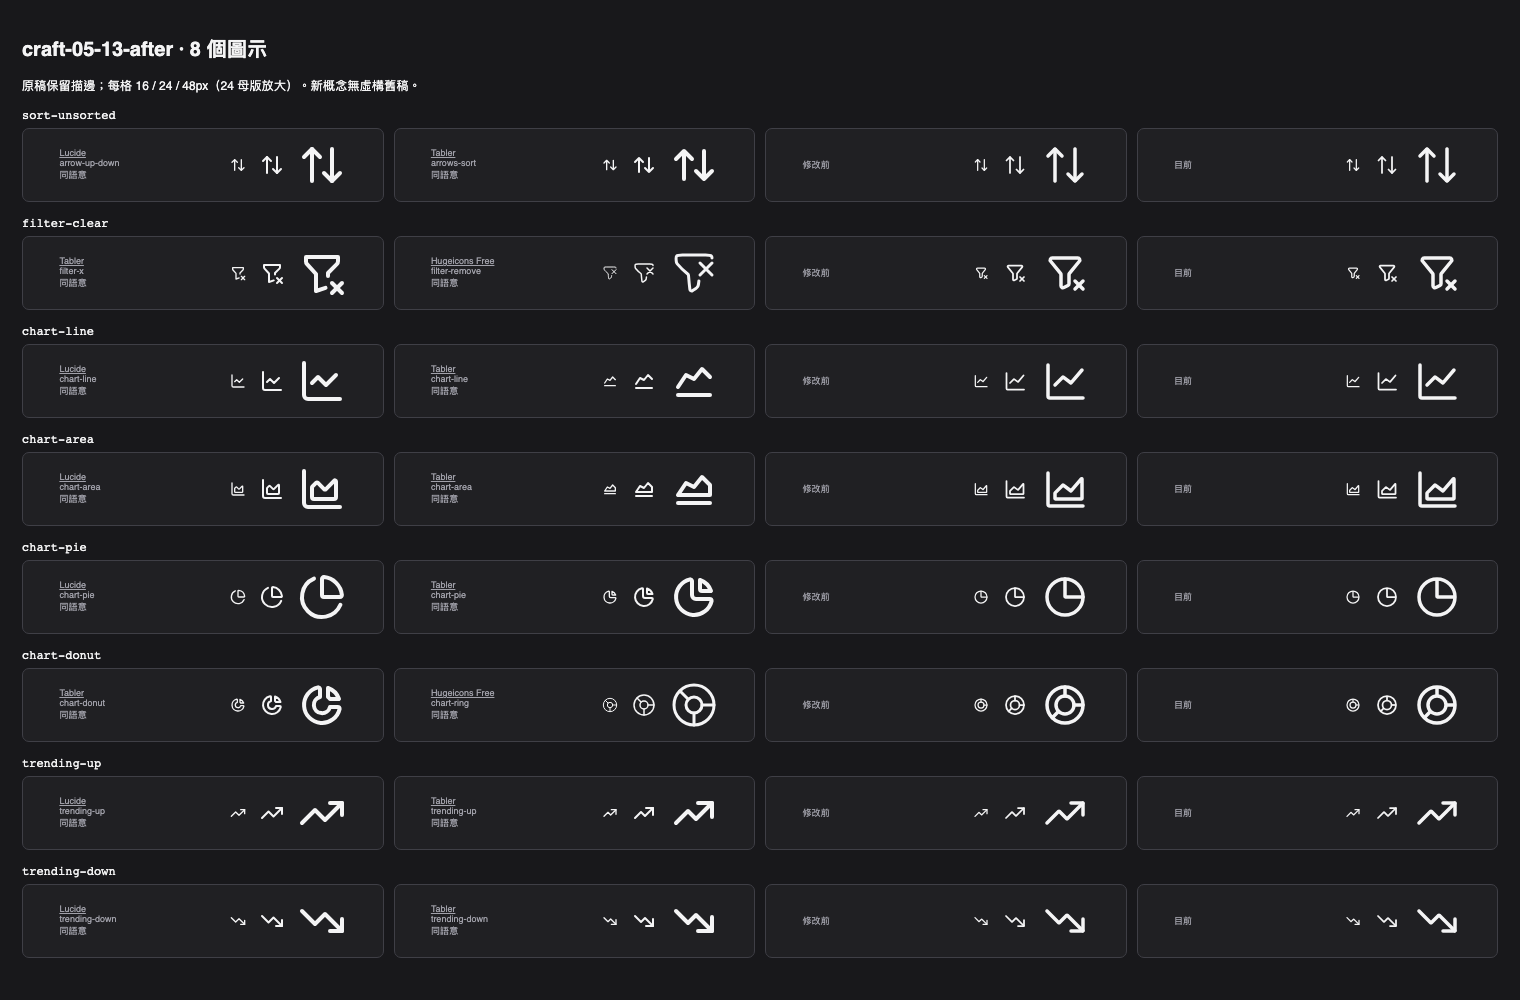 craft-05-13-after · 8 個圖示
原稿保留描邊；每格 16 / 24 / 48px（24 母版放大）。新概念無虛構舊稿。
sort-unsorted
Lucide
arrow-up-down
同語意
Tabler
arrows-sort
同語意
修改前
目前
filter-clear
Tabler
filter-x
同語意
Hugeicons Free
filter-remove
同語意
修改前
目前
chart-line
Lucide
chart-line
同語意
Tabler
chart-line
同語意
修改前
目前
chart-area
Lucide
chart-area
同語意
Tabler
chart-area
同語意
修改前
目前
chart-pie
Lucide
chart-pie
同語意
Tabler
chart-pie
同語意
修改前
目前
chart-donut
Tabler
chart-donut
同語意
Hugeicons Free
chart-ring
同語意
修改前
目前
trending-up
Lucide
trending-up
同語意
Tabler
trending-up
同語意
修改前
目前
trending-down
Lucide
trending-down
同語意
Tabler
trending-down
同語意
修改前
目前